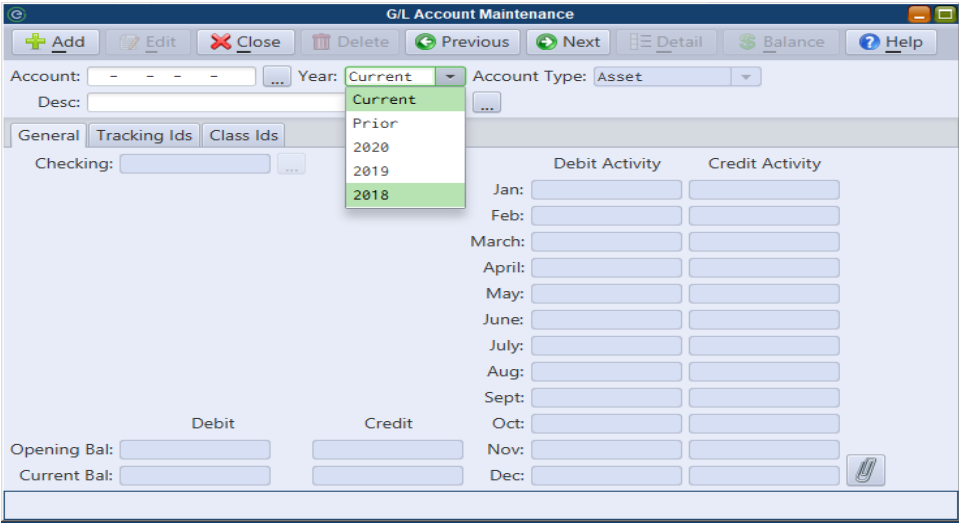 G/L Account Maintenance
Add Edit Close Delete Previous Next Detail Balance Help
Account: - - - - ... Year: Current Account Type: Asset
Desc: Current ...
Prior
General Tracking Ids Class Ids
2020
Checking: ... 2019 Debit Activity Credit Activity
2018 Jan:
Feb:
March:
April:
May:
June:
July:
Aug:
Sept:
Debit Credit Oct:
Opening Bal: Nov:
Current Bal: Dec: